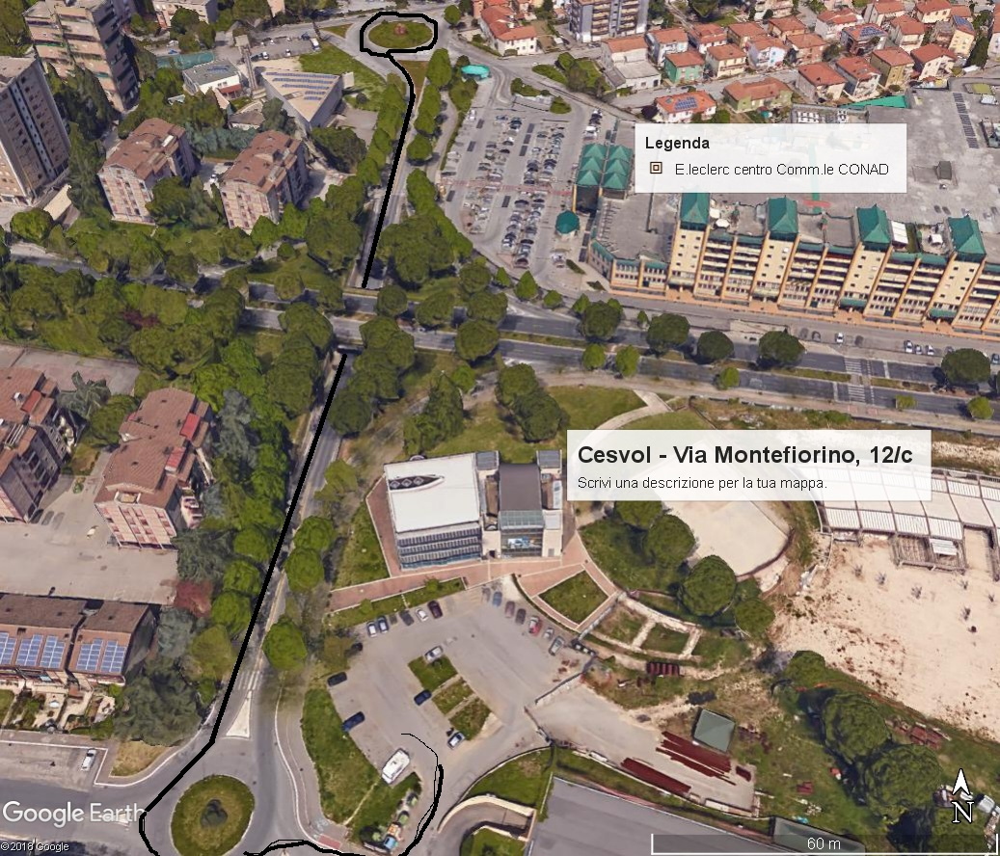 Legenda
E.leclerc centro Comm.le CONAD
Cesvol - Via Montefiorino, 12/c
Scrivi una descrizione per la tua mappa.
Google Earth
©2018 Google
N
60 m